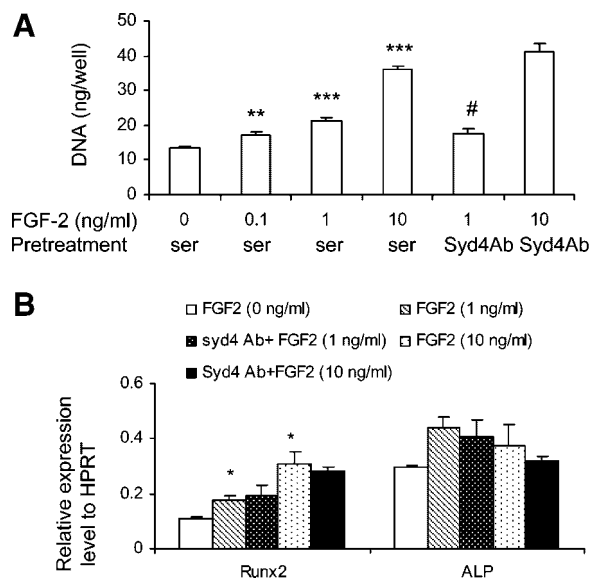 A
DNA (ng/well)
50
40
30
20
10
0
**
***
***
#
FGF-2 (ng/ml) 0 0.1 1 10 1 10
Pretreatment ser ser ser ser Syd4Ab Syd4Ab
B
FGF2 (0 ng/ml) FGF2 (1 ng/ml)
syd4 Ab+ FGF2 (1 ng/ml) FGF2 (10 ng/ml)
Syd4 Ab+FGF2 (10 ng/ml)
Relative expression
level to HPRT
0.6
0.4
0.2
0
*
*
Runx2 ALP